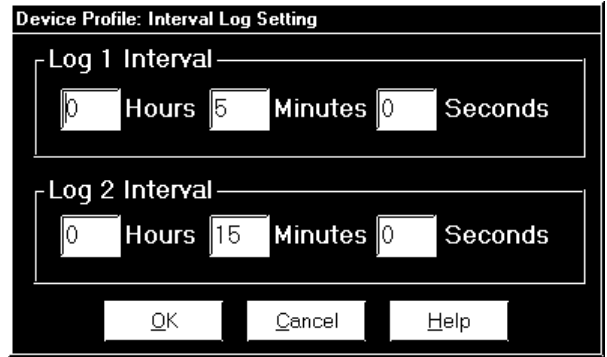 Device Profile: Interval Log Setting
Log 1 Interval
0 Hours 5 Minutes 0 Seconds
Log 2 Interval
0 Hours 15 Minutes 0 Seconds
OK Cancel Help